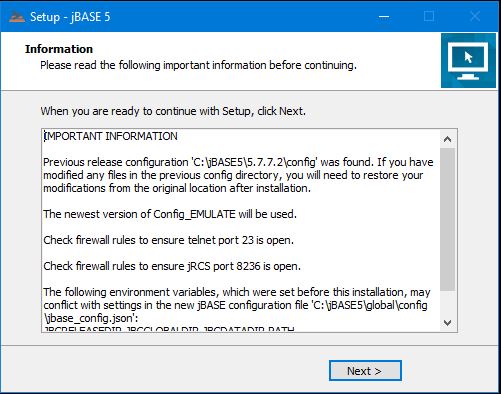 Setup - jBASE 5
Information
Please read the following important information before continuing.
When you are ready to continue with Setup, click Next.
IMPORTANT INFORMATION
Previous release configuration 'C:\jBASE5\5.7.7.2\config' was found. If you have
modified any files in the previous config directory, you will need to restore your
modifications from the original location after installation.
The newest version of Config_EMULATE will be used.
Check firewall rules to ensure telnet port 23 is open.
Check firewall rules to ensure jRCS port 8236 is open.
The following environment variables, which were set before this installation, may
conflict with settings in the new jBASE configuration file 'C:\jBASE5\global\config
\jbase_config.json':
JBCRELEASEDIR JBCGLOBALDIR JBCDATADIR PATH
Next >